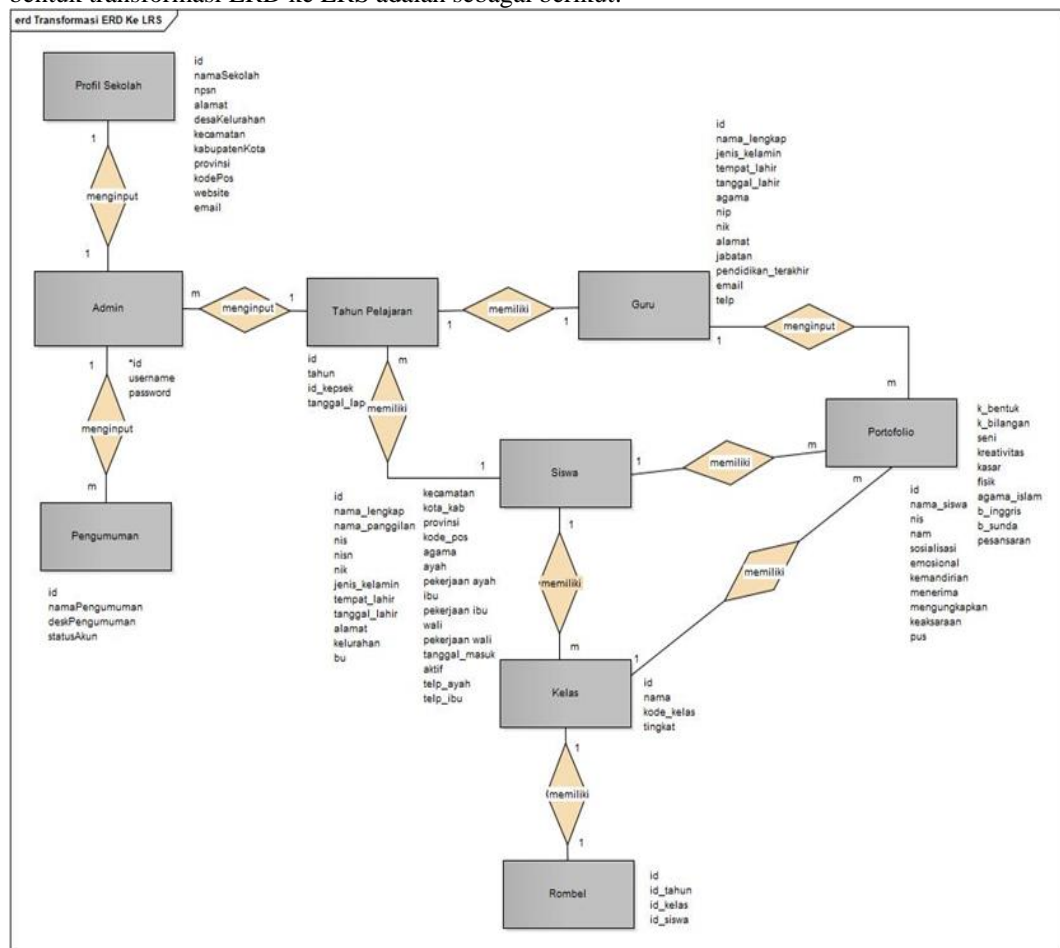 bentuk transformasi ERD ke LRS adalah sebagai berikut:
erd Transformasi ERD Ke LRS
Profil Sekolah
id
namaSekolah
npsn
alamat
desaKelurahan
kecamatan
kabupatenKota
provinsi
kodePos
website
email
1
menginput
1
Admin
*id
username
password
m
menginput
1
Tahun Pelajaran
id
tahun
id_kepsek
tanggal_lap
1
memiliki
1
Guru
id
nama_lengkap
jenis_kelamin
tempat_lahir
tanggal_lahir
agama
nip
nik
alamat
jabatan
pendidikan_terakhir
email
telp
1
menginput
m
Portofolio
k_bentuk
k_bilangan
seni
kreativitas
kasar
fisik
agama_islam
b_inggris
b_sunda
pesansaran
id
nama_siswa
nis
nam
sosialisasi
emosional
kemandirian
menerima
mengungkapkan
keaksaraan
pus
1
menginput
m
Pengumuman
id
namaPengumuman
deskPengumuman
statusAkun
m
memiliki
1
Siswa
id
nama_lengkap
nama_panggilan
nis
nisn
nik
jenis_kelamin
tempat_lahir
tanggal_lahir
alamat
kelurahan
bu
kecamatan
kota_kab
provinsi
kode_pos
agama
ayah
pekerjaan ayah
ibu
pekerjaan ibu
wali
pekerjaan wali
tanggal_masuk
aktif
telp_ayah
telp_ibu
1
memiliki
m
1
memiliki
m
Kelas
id
nama
kode_kelas
tingkat
1
memiliki
m
1
memiliki
1
Rombel
id
id_tahun
id_kelas
id_siswa